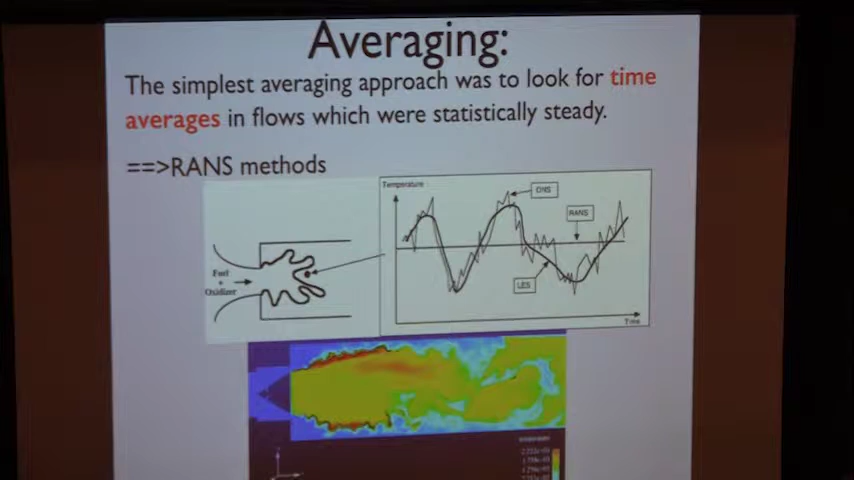 Averaging:
The simplest averaging approach was to look for time
averages in flows which were statistically steady.
==>RANS methods
Temperature
DNS
RANS
LES
Time
Fuel
+
Oxidizer